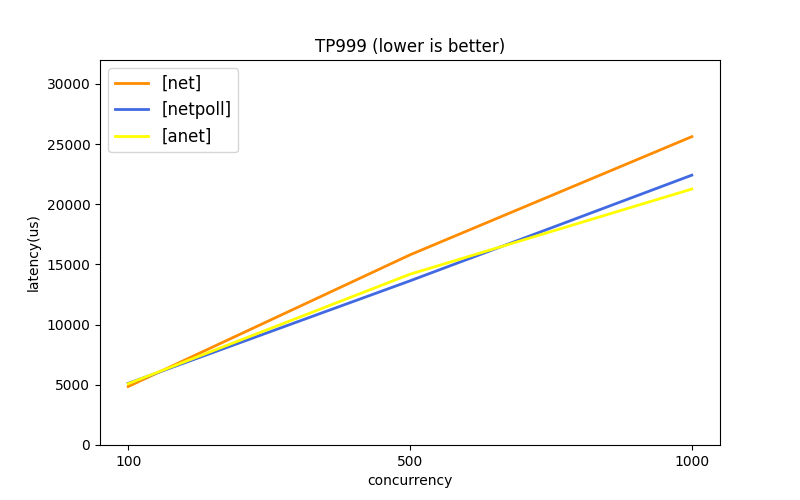 TP999 (lower is better)
30000
25000
20000
15000
10000
5000
0
latency(us)
[net]
[netpoll]
[anet]
100
500
1000
concurrency